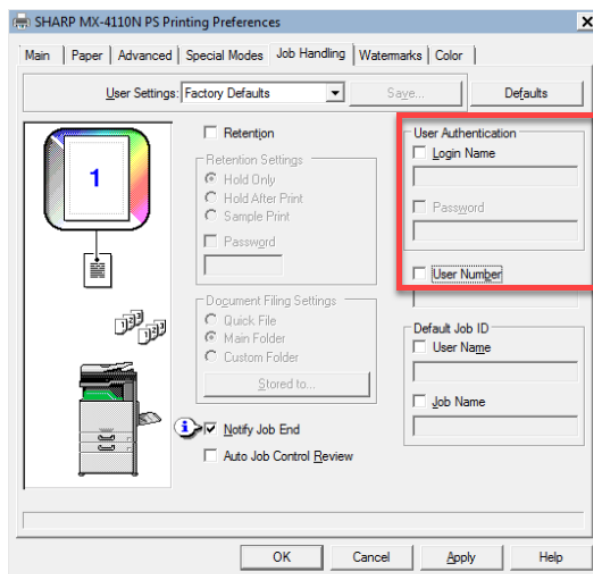 SHARP MX-4110N PS Printing Preferences
Main Paper Advanced Special Modes Job Handling Watermarks Color
User Settings: Factory Defaults Save... Defaults
1
Retention
Retention Settings
Hold Only
Hold After Print
Sample Print
Password
Document Filing Settings
Quick File
Main Folder
Custom Folder
Stored to...
Notify Job End
Auto Job Control Review
User Authentication
Login Name
Password
User Number
Default Job ID
User Name
Job Name
123 123
OK Cancel Apply Help